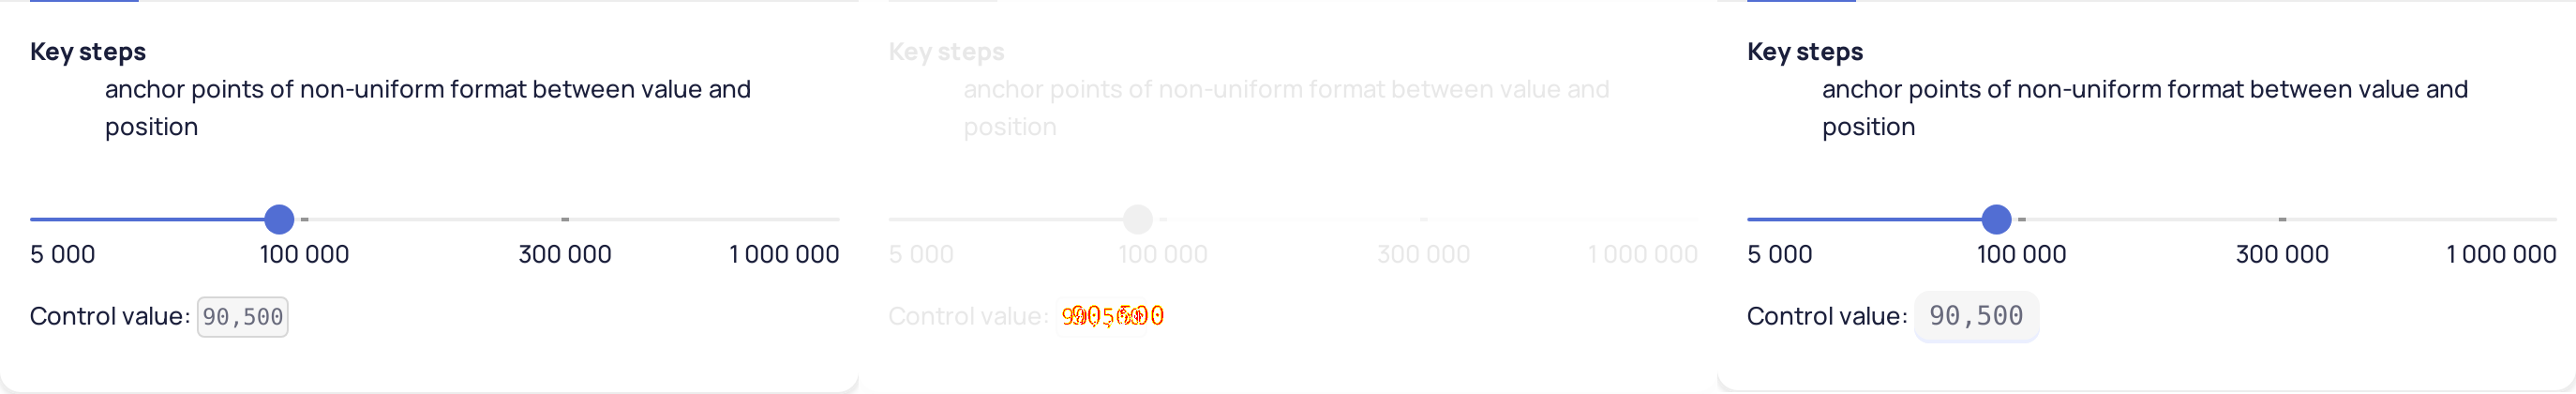 Key steps
anchor points of non-uniform format between value and
position
5 000 100 000 300 000 1 000 000
Control value: 90,500
Key steps
anchor points of non-uniform format between value and
position
5 000 100 000 300 000 1 000 000
Control value:
Key steps
anchor points of non-uniform format between value and
position
5 000 100 000 300 000 1 000 000
Control value: 90,500